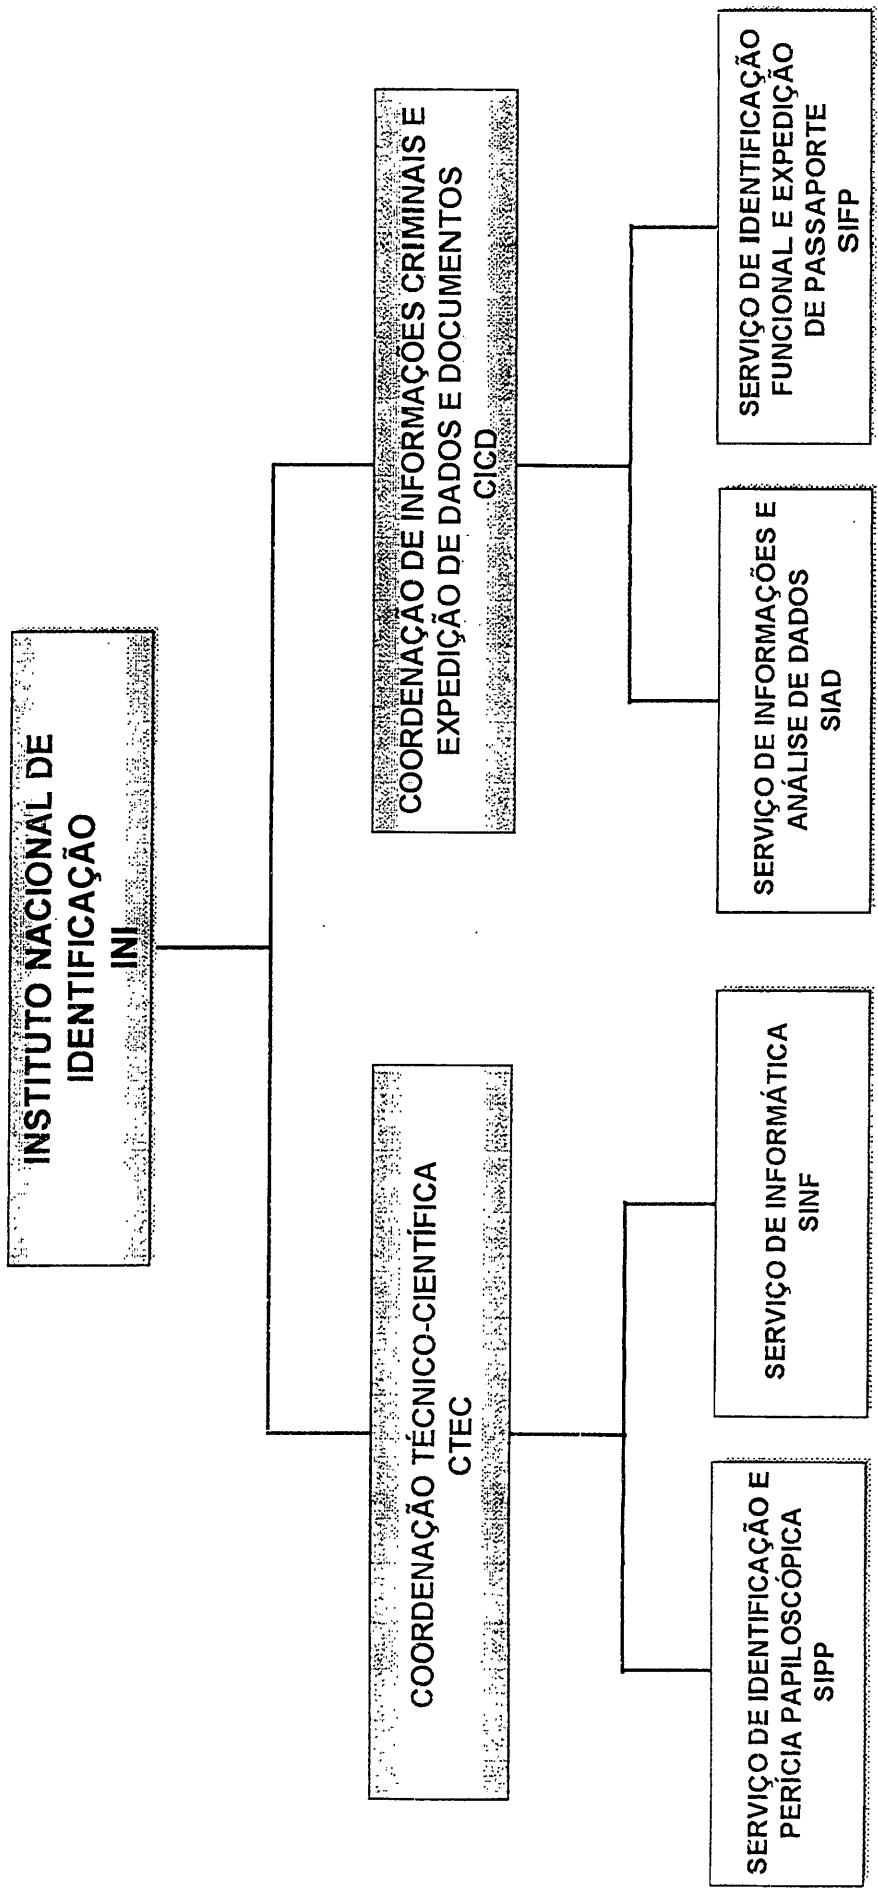 INSTITUTO NACIONAL DE
IDENTIFICAÇÃO
INI
COORDENAÇÃO TÉCNICO-CIENTÍFICA
CTEC
COORDENAÇÃO DE INFORMAÇÕES CRIMINAIS E
EXPEDIÇÃO DE DADOS E DOCUMENTOS
CICD
SERVIÇO DE IDENTIFICAÇÃO E
PERÍCIA PAPILOSCÓPICA
SIPP
SERVIÇO DE INFORMÁTICA
SINF
SERVIÇO DE INFORMAÇÕES E
ANÁLISE DE DADOS
SIAD
SERVIÇO DE IDENTIFICAÇÃO
FUNCIONAL E EXPEDIÇÃO
DE PASSAPORTE
SIFP